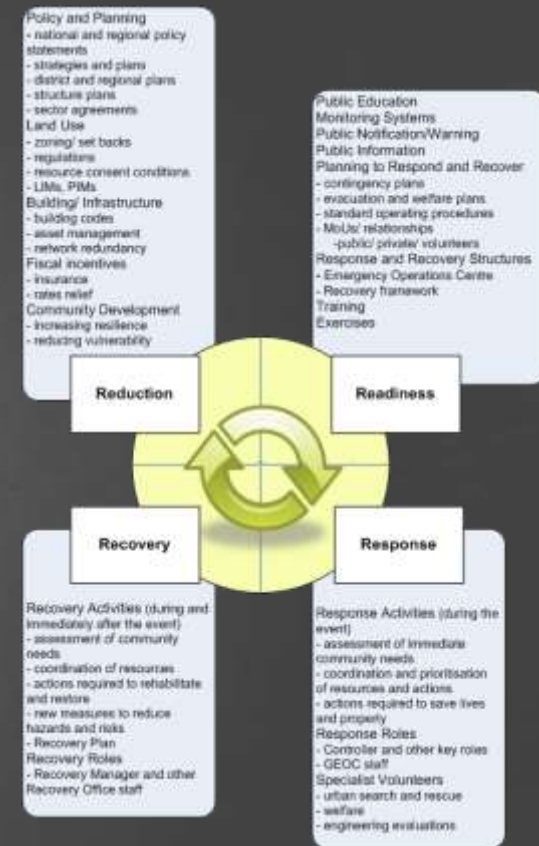 Policy and Planning
- national and regional policy
statements
- strategies and plans
- district and regional plans
- structure plans
- sector agreements
Land Use
- zoning/ set backs
- regulations
- resource consent conditions
- LIMs, PIMs
Building/ Infrastructure
- building codes
- asset management
- network redundancy
Fiscal incentives
- insurance
- rates relief
Community Development
- increasing resilience
- reducing vulnerability
Reduction
Public Education
Monitoring Systems
Public Notification/Warning
Public Information
Planning to Respond and Recover
- contingency plans
- evacuation and welfare plans
- standard operating procedures
- MoUs/ relationships
-public/ private/ volunteers
Response and Recovery Structures
- Emergency Operations Centre
- Recovery framework
Training
Exercises
Readiness
Recovery
Recovery Activities (during and
immediately after the event)
- assessment of community
needs
- coordination of resources
- actions required to rehabilitate
and restore
- new measures to reduce
hazards and risks
- Recovery Plan
Recovery Roles
- Recovery Manager and other
Recovery Office staff
Response
Response Activities (during the
event)
- assessment of immediate
community needs
- coordination and prioritisation
of resources and actions
- actions required to save lives
and property
Response Roles
- Controller and other key roles
- GEOC staff
Specialist Volunteers
- urban search and rescue
- welfare
- engineering evaluations